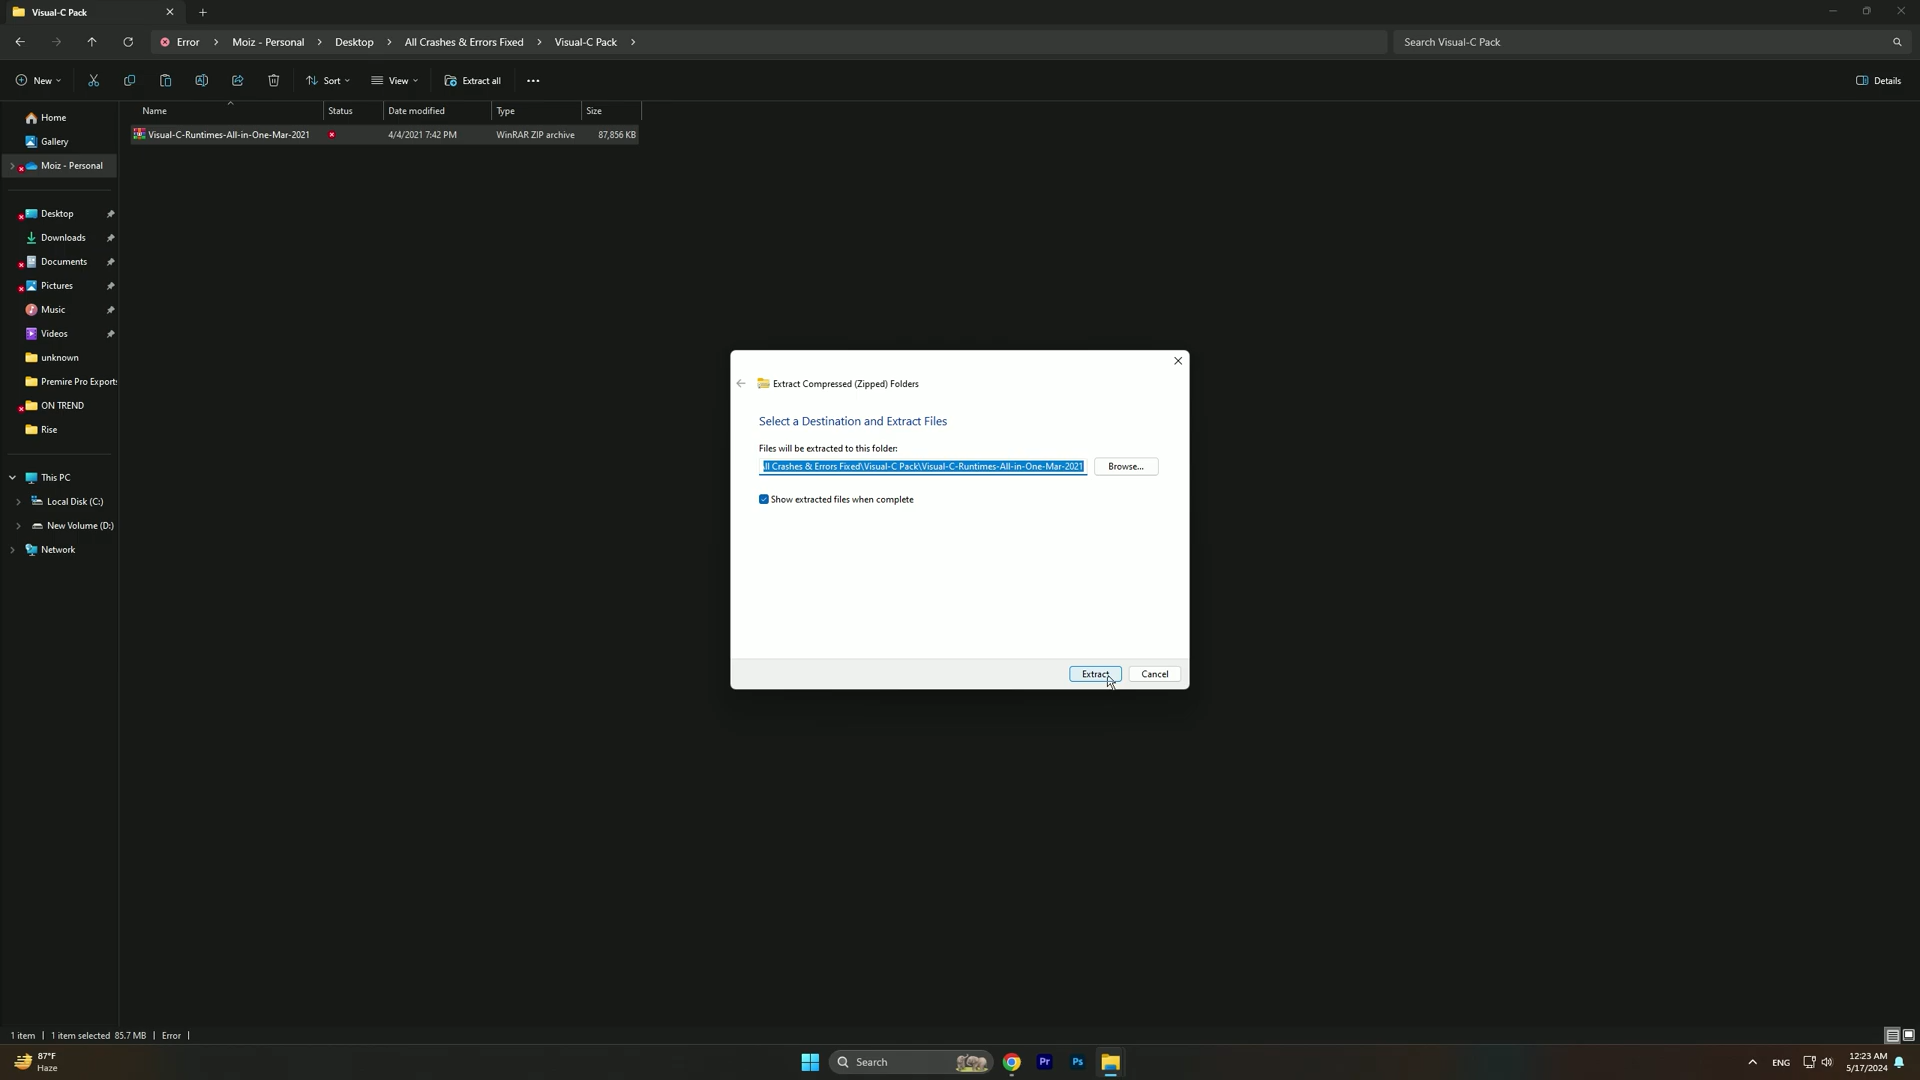 Visual-C Pack
Error > Moiz - Personal > Desktop > All Crashes & Errors Fixed > Visual-C Pack >
Search Visual-C Pack
New
Sort
View
Extract all
Details
Name
Status
Date modified
Type
Size
Visual-C-Runtimes-All-in-One-Mar-2021
4/4/2021 7:42 PM
WinRAR ZIP archive
87,856 KB
Home
Gallery
Moiz - Personal
Desktop
Downloads
Documents
Pictures
Music
Videos
unknown
Premire Pro Exports
ON TREND
Rise
This PC
Local Disk (C:)
New Volume (D:)
Network
Extract Compressed (Zipped) Folders
Select a Destination and Extract Files
Files will be extracted to this folder:
ll Crashes & Errors Fixed\Visual-C Pack\Visual-C-Runtimes-All-in-One-Mar-2021
Browse...
Show extracted files when complete
Extract
Cancel
1 item | 1 item selected 85.7 MB | Error |
87°F
Haze
Search
Pr
Ps
ENG
12:23 AM
5/17/2024